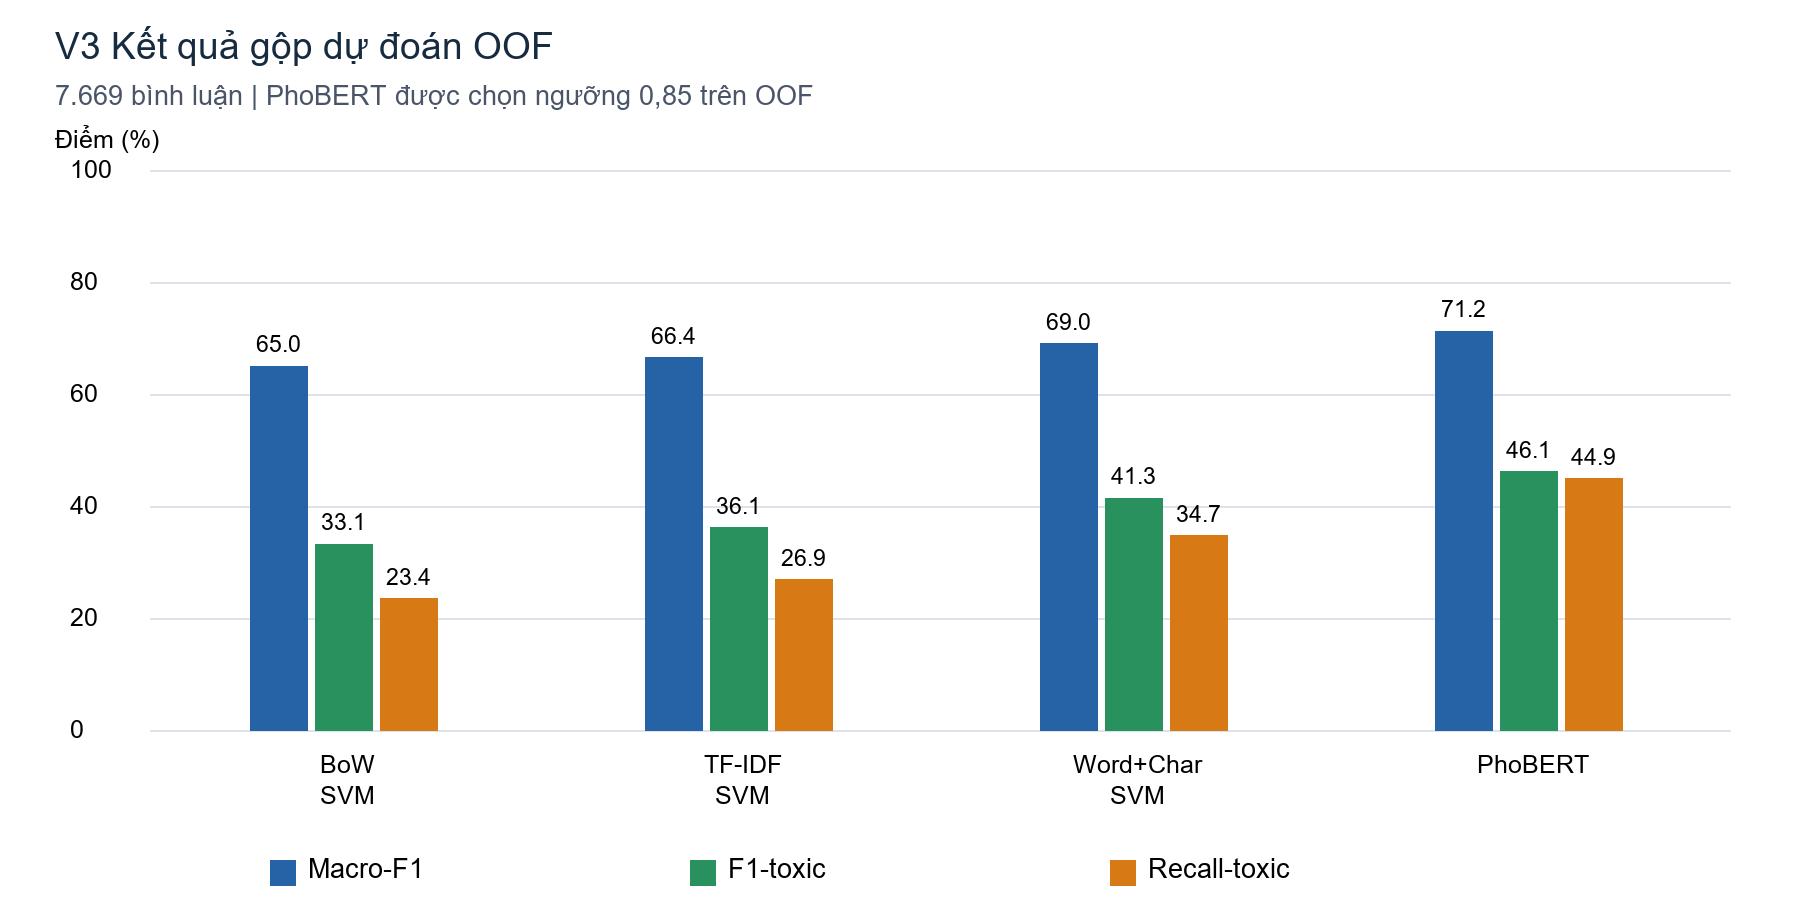 V3 Kết quả gộp dự đoán OOF
7.669 bình luận | PhoBERT được chọn ngưỡng 0,85 trên OOF
Điểm (%)
100
80
60
40
20
0
65.0
33.1
23.4
66.4
36.1
26.9
69.0
41.3
34.7
71.2
46.1
44.9
BoW
SVM
TF-IDF
SVM
Word+Char
SVM
PhoBERT
Macro-F1
F1-toxic
Recall-toxic